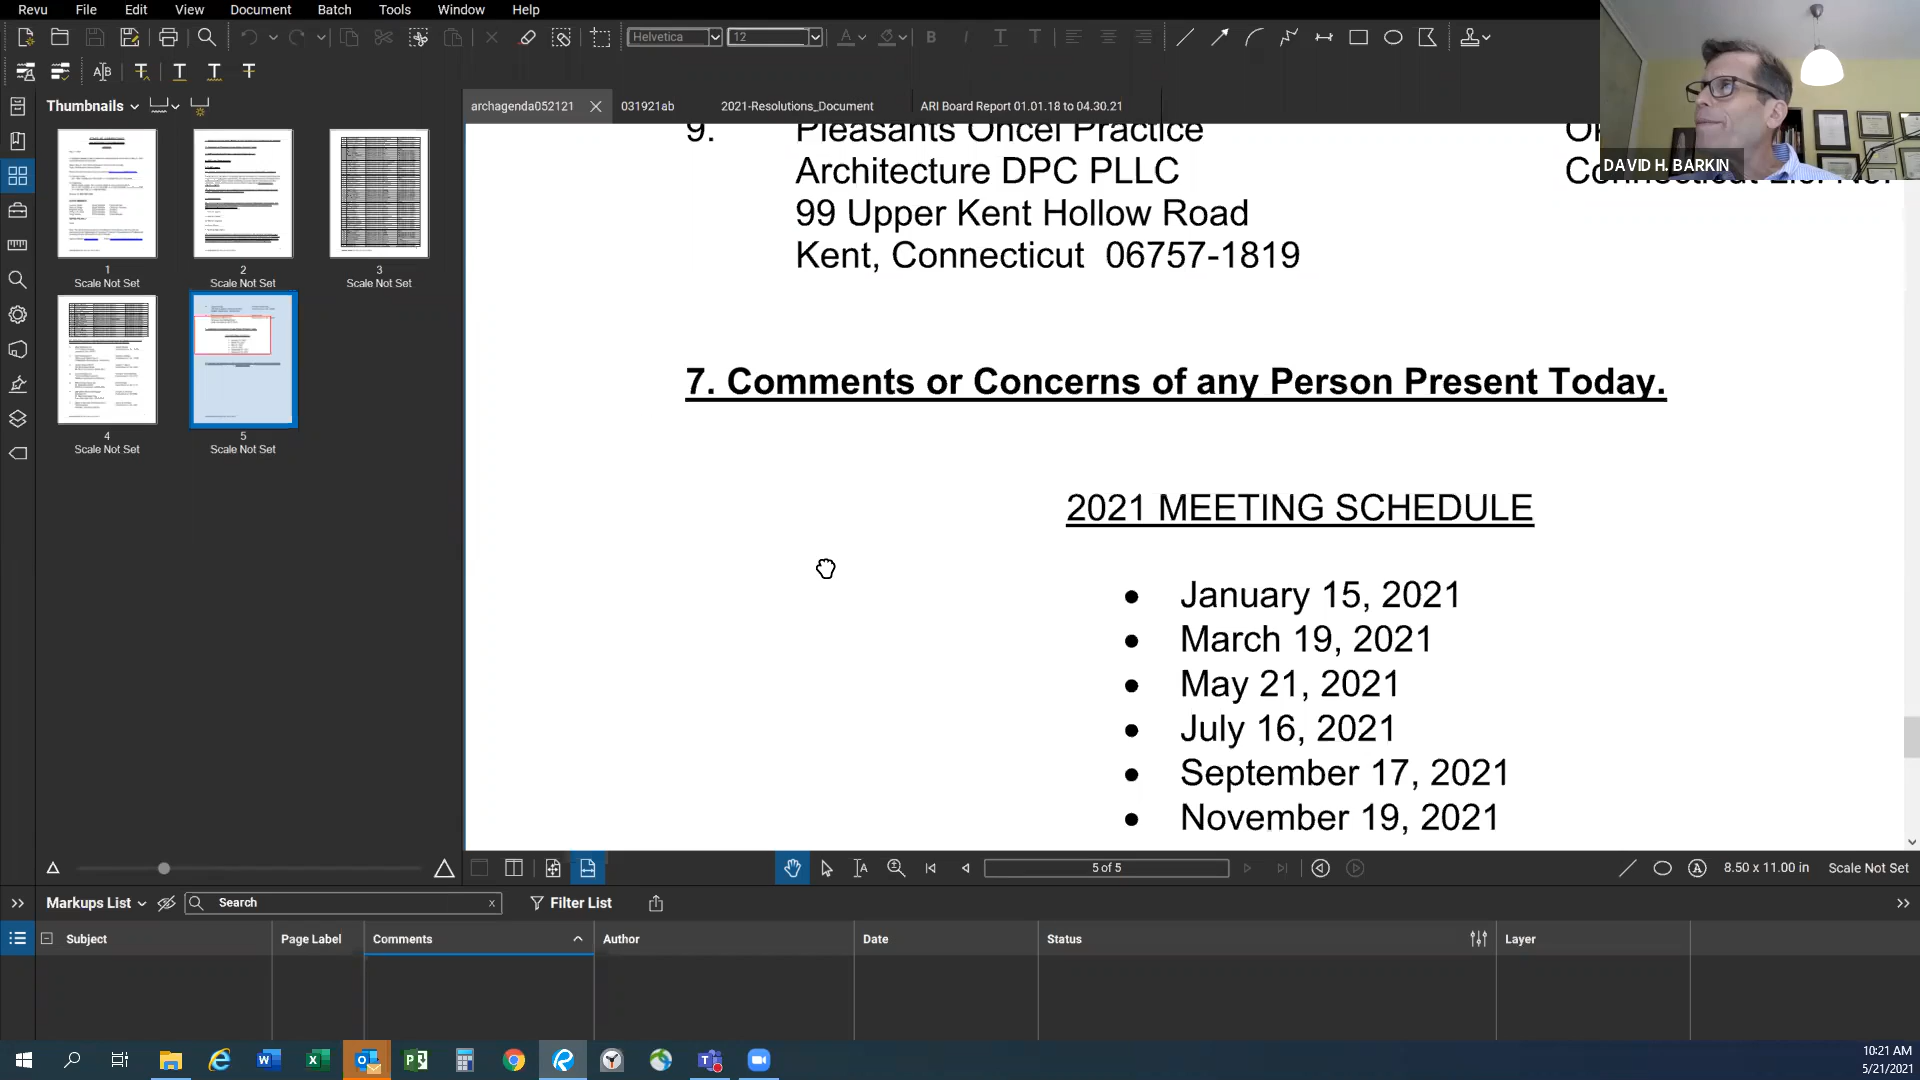 Revu File Edit View Document Batch Tools Window Help
Helvetica 12
Thumbnails
archagenda052121 031921ab 2021-Resolutions_Document ARI Board Report 01.01.18 to 04.30.21
DAVID H. BARKIN
9. Pleasants Oncel Practice
Architecture DPC PLLC
99 Upper Kent Hollow Road
Kent, Connecticut 06757-1819
7. Comments or Concerns of any Person Present Today.
2021 MEETING SCHEDULE
• January 15, 2021
• March 19, 2021
• May 21, 2021
• July 16, 2021
• September 17, 2021
• November 19, 2021
1
Scale Not Set
2
Scale Not Set
3
Scale Not Set
4
Scale Not Set
5
Scale Not Set
5 of 5
8.50 x 11.00 in Scale Not Set
Markups List Search x Filter List
Subject Page Label Comments Author Date Status Layer
10:21 AM
5/21/2021